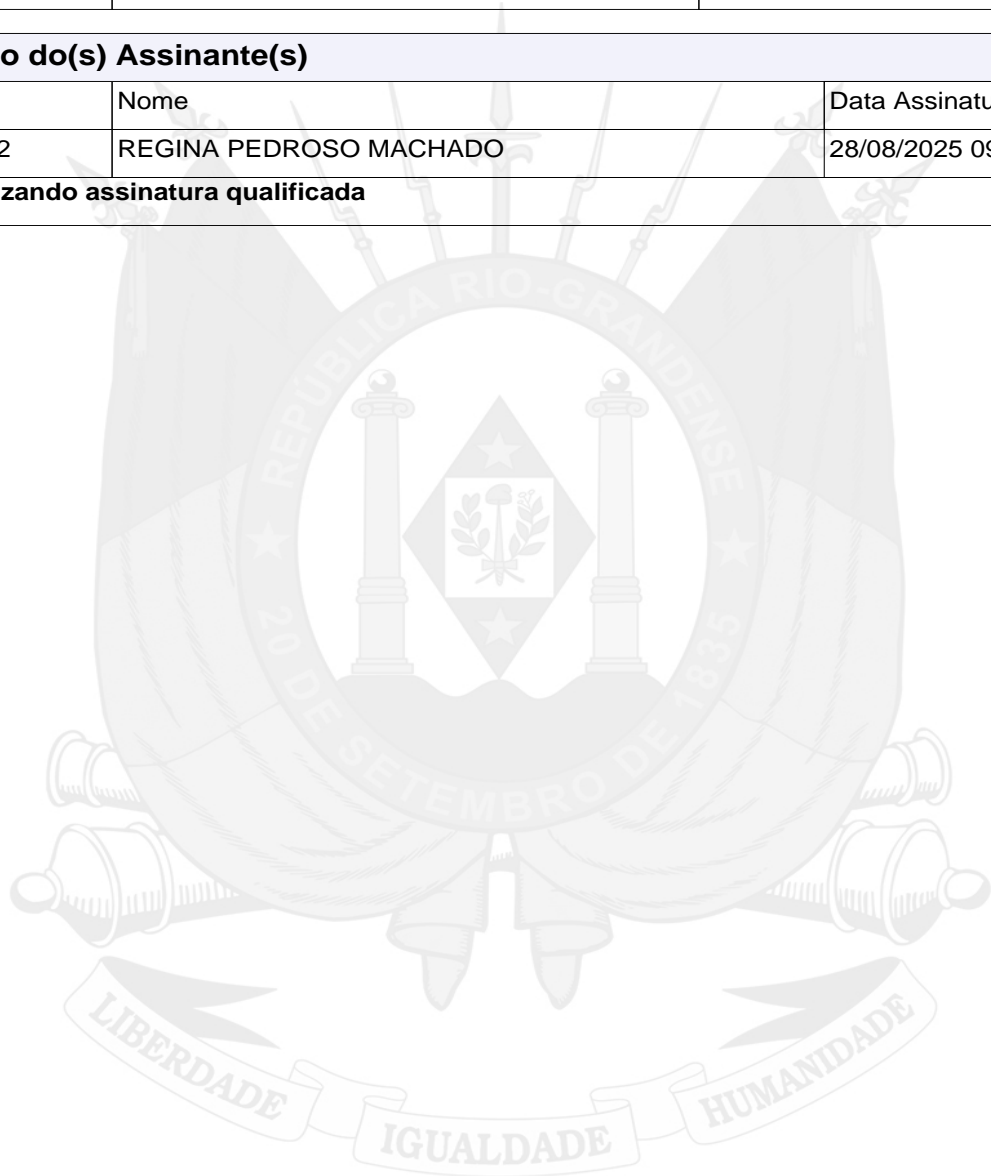 o do(s) Assinante(s)
Nome
Data Assinatu
2
REGINA PEDROSO MACHADO
28/08/2025 09
zando assinatura qualificada
REPÚBLICA RIO-GRANDENSE
20 DE SETEMBRO DE 1835
LIBERDADE
IGUALDADE
HUMANIDADE